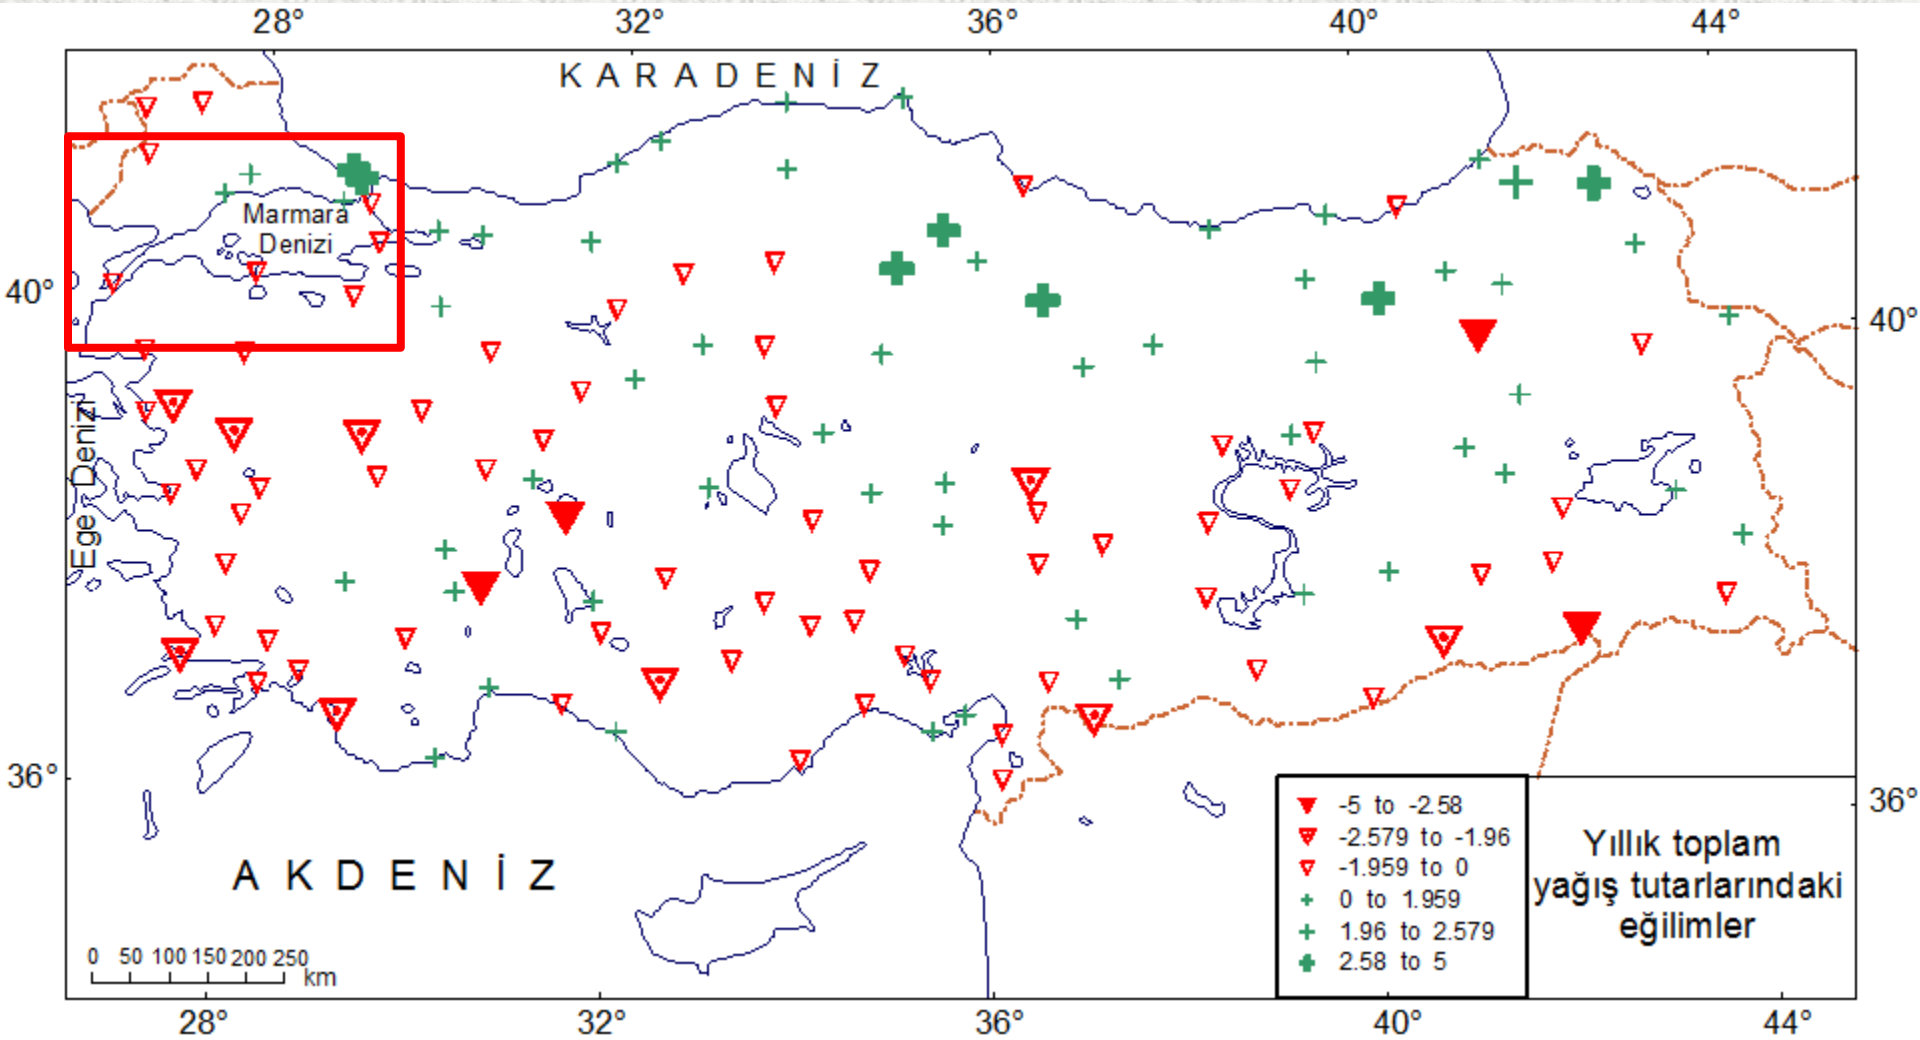 28° 32° 36° 40° 44°
K A R A D E N İ Z
Marmara
Denizi
40°
40°
Ege Denizi
36°
36°
A K D E N İ Z
-5 to -2.58
-2.579 to -1.96
-1.959 to 0
0 to 1.959
1.96 to 2.579
2.58 to 5
Yıllık toplam
yağış tutarlarındaki
eğilimler
0 50 100 150 200 250
km
28° 32° 36° 40° 44°